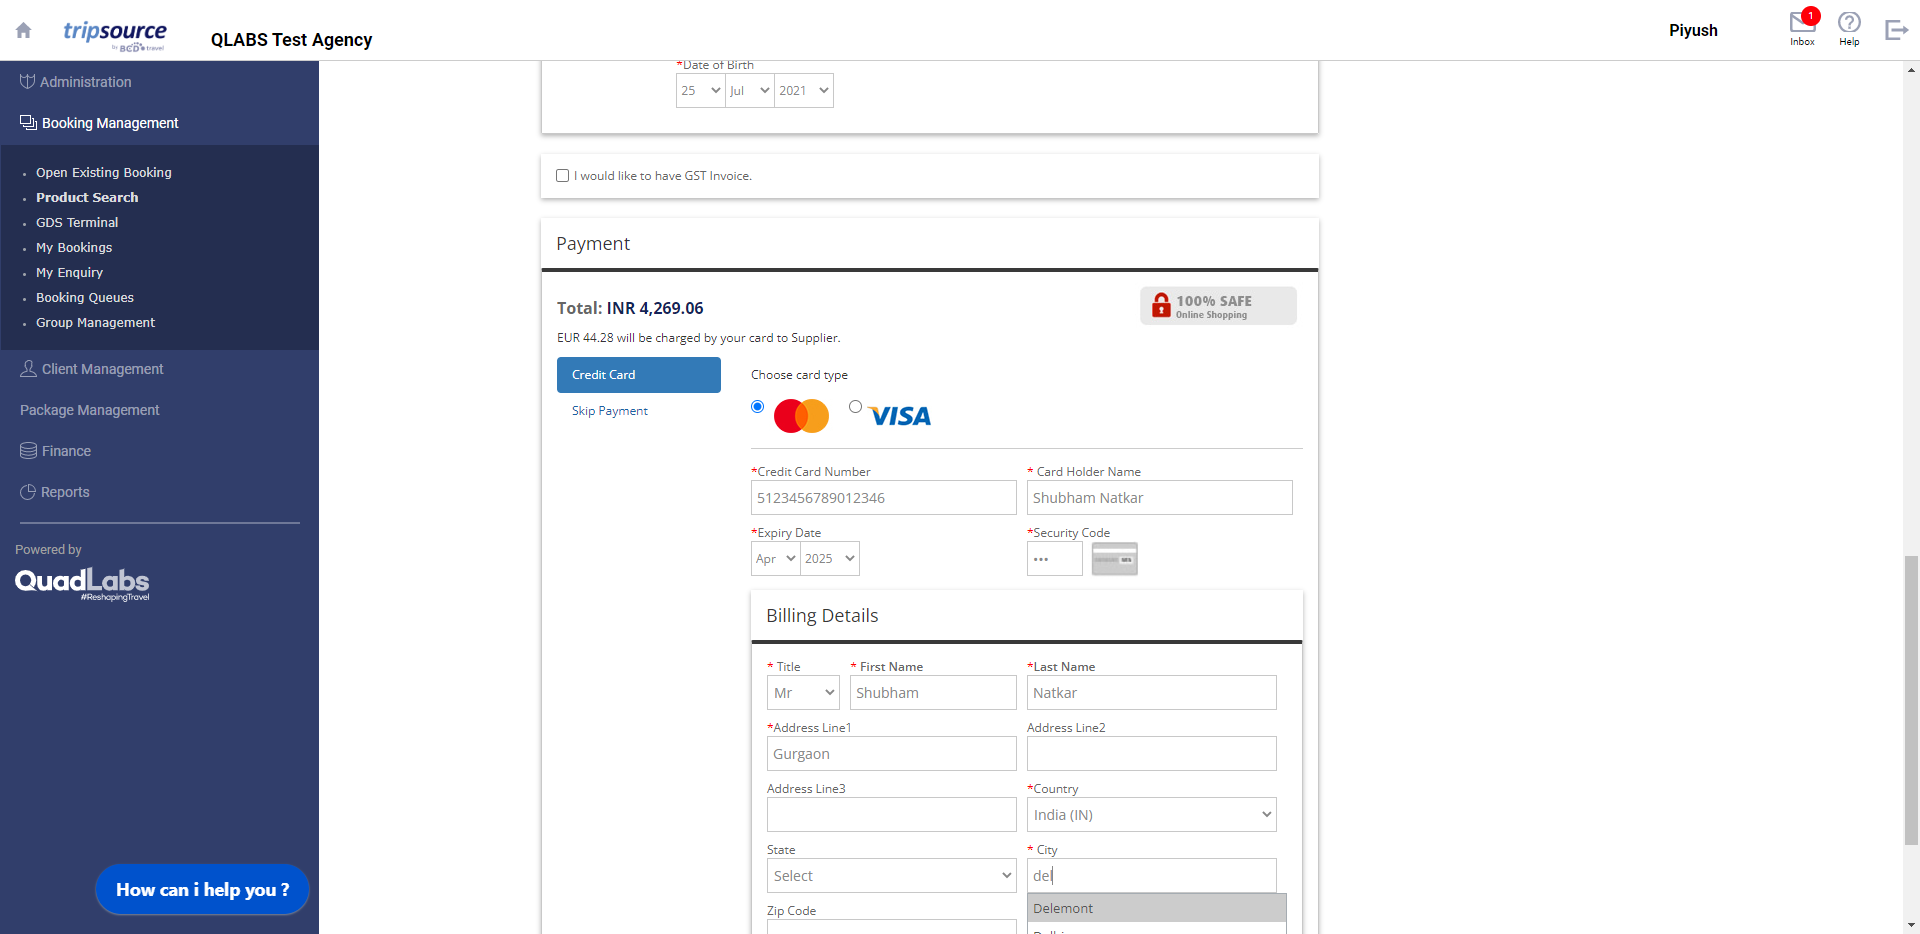 tripsource
by BCD travel
QLABS Test Agency
Piyush
1
Inbox
Help
Administration
Booking Management
Open Existing Booking
Product Search
GDS Terminal
My Bookings
My Enquiry
Booking Queues
Group Management
Client Management
Package Management
Finance
Reports
Powered by
QuadLabs
#ReshapingTravel
How can i help you ?
*Date of Birth
25 Jul 2021
I would like to have GST Invoice.
Payment
Total: INR 4,269.06
100% SAFE
Online Shopping
EUR 44.28 will be charged by your card to Supplier.
Credit Card
Skip Payment
Choose card type
VISA
*Credit Card Number * Card Holder Name
5123456789012346 Shubham Natkar
*Expiry Date *Security Code
Apr 2025 •••
Billing Details
* Title * First Name *Last Name
Mr Shubham Natkar
*Address Line1 Address Line2
Gurgaon
Address Line3 *Country
India (IN)
State * City
Select del
Zip Code
Delemont